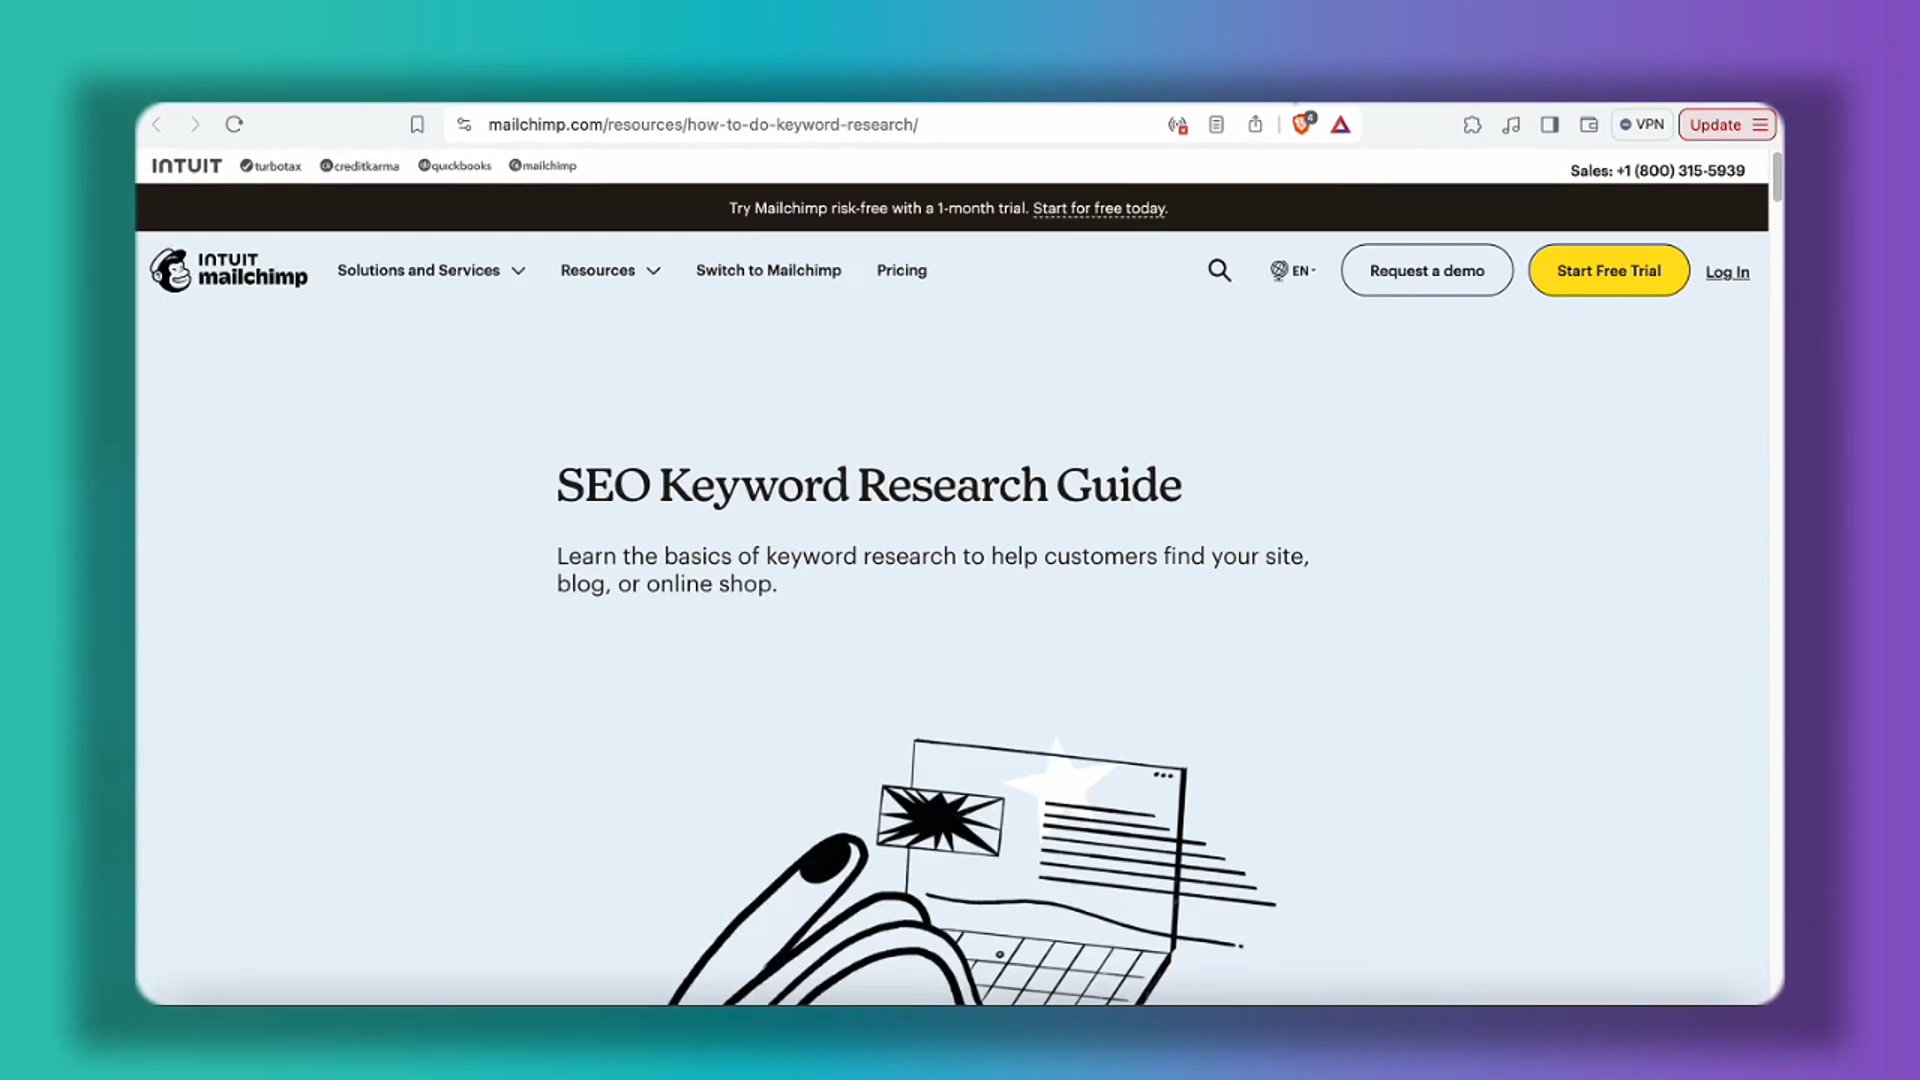 mailchimp.com/resources/how-to-do-keyword-research/
4
VPN
Update
INTUIT turbotax creditkarma quickbooks mailchimp
Sales: +1 (800) 315-5939
Try Mailchimp risk-free with a 1-month trial. Start for free today.
INTUIT
mailchimp
Solutions and Services
Resources
Switch to Mailchimp
Pricing
EN
Request a demo
Start Free Trial
Log In
SEO Keyword Research Guide
Learn the basics of keyword research to help customers find your site,
blog, or online shop.